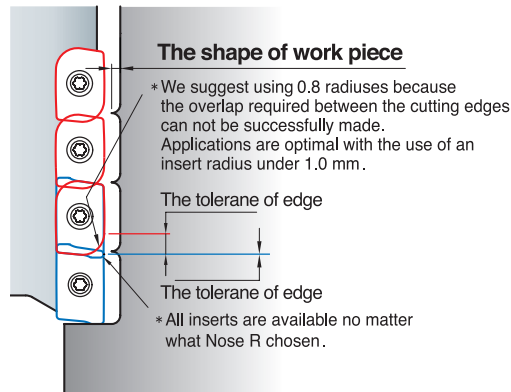 The shape of work piece
*We suggest using 0.8 radiuses because
the overlap required between the cutting edges
can not be successfully made.
Applications are optimal with the use of an
insert radius under 1.0 mm.
The tolerane of edge
The tolerane of edge
*All inserts are available no matter
what Nose R chosen.